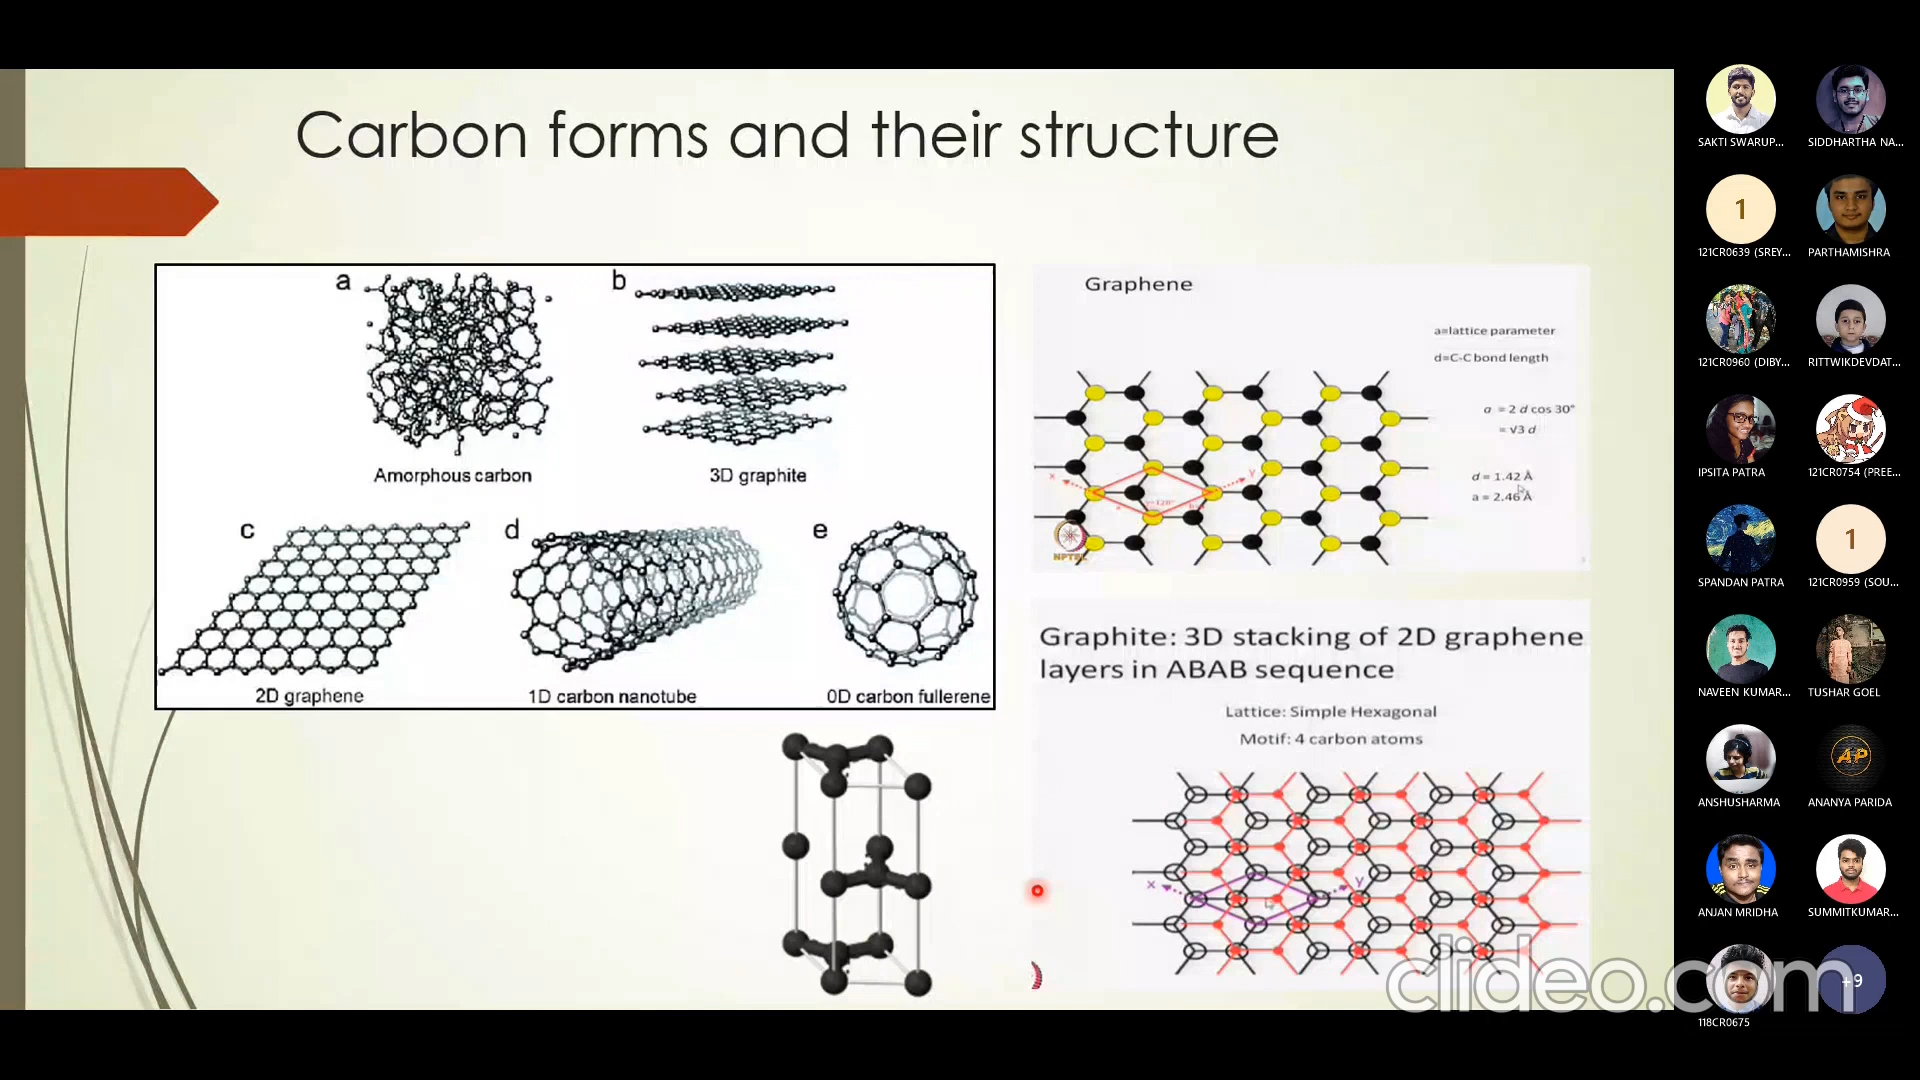 Carbon forms and their structure
a
b
Amorphous carbon
3D graphite
c
d
e
2D graphene
1D carbon nanotube
0D carbon fullerene
Graphene
a=lattice parameter
d=C-C bond length
a = 2 d cos 30°
= √3 d
d = 1.42 Å
a = 2.46 Å
x
y
NPTEL
Graphite: 3D stacking of 2D graphene
layers in ABAB sequence
Lattice: Simple Hexagonal
Motif: 4 carbon atoms
x
y
SAKTI SWARUP...
SIDDHARTHA NA...
1
121CR0639 (SREY...
PARTHAMISHRA
121CR0960 (DIBY...
RITTWIKDEVDAT...
IPSITA PATRA
121CR0754 (PREE...
1
SPANDAN PATRA
121CR0959 (SOU...
NAVEEN KUMAR...
TUSHAR GOEL
AP
ANSHUSHARMA
ANANYA PARIDA
ANJAN MRIDHA
SUMMITKUMAR...
+9
118CR0675
clideo.com